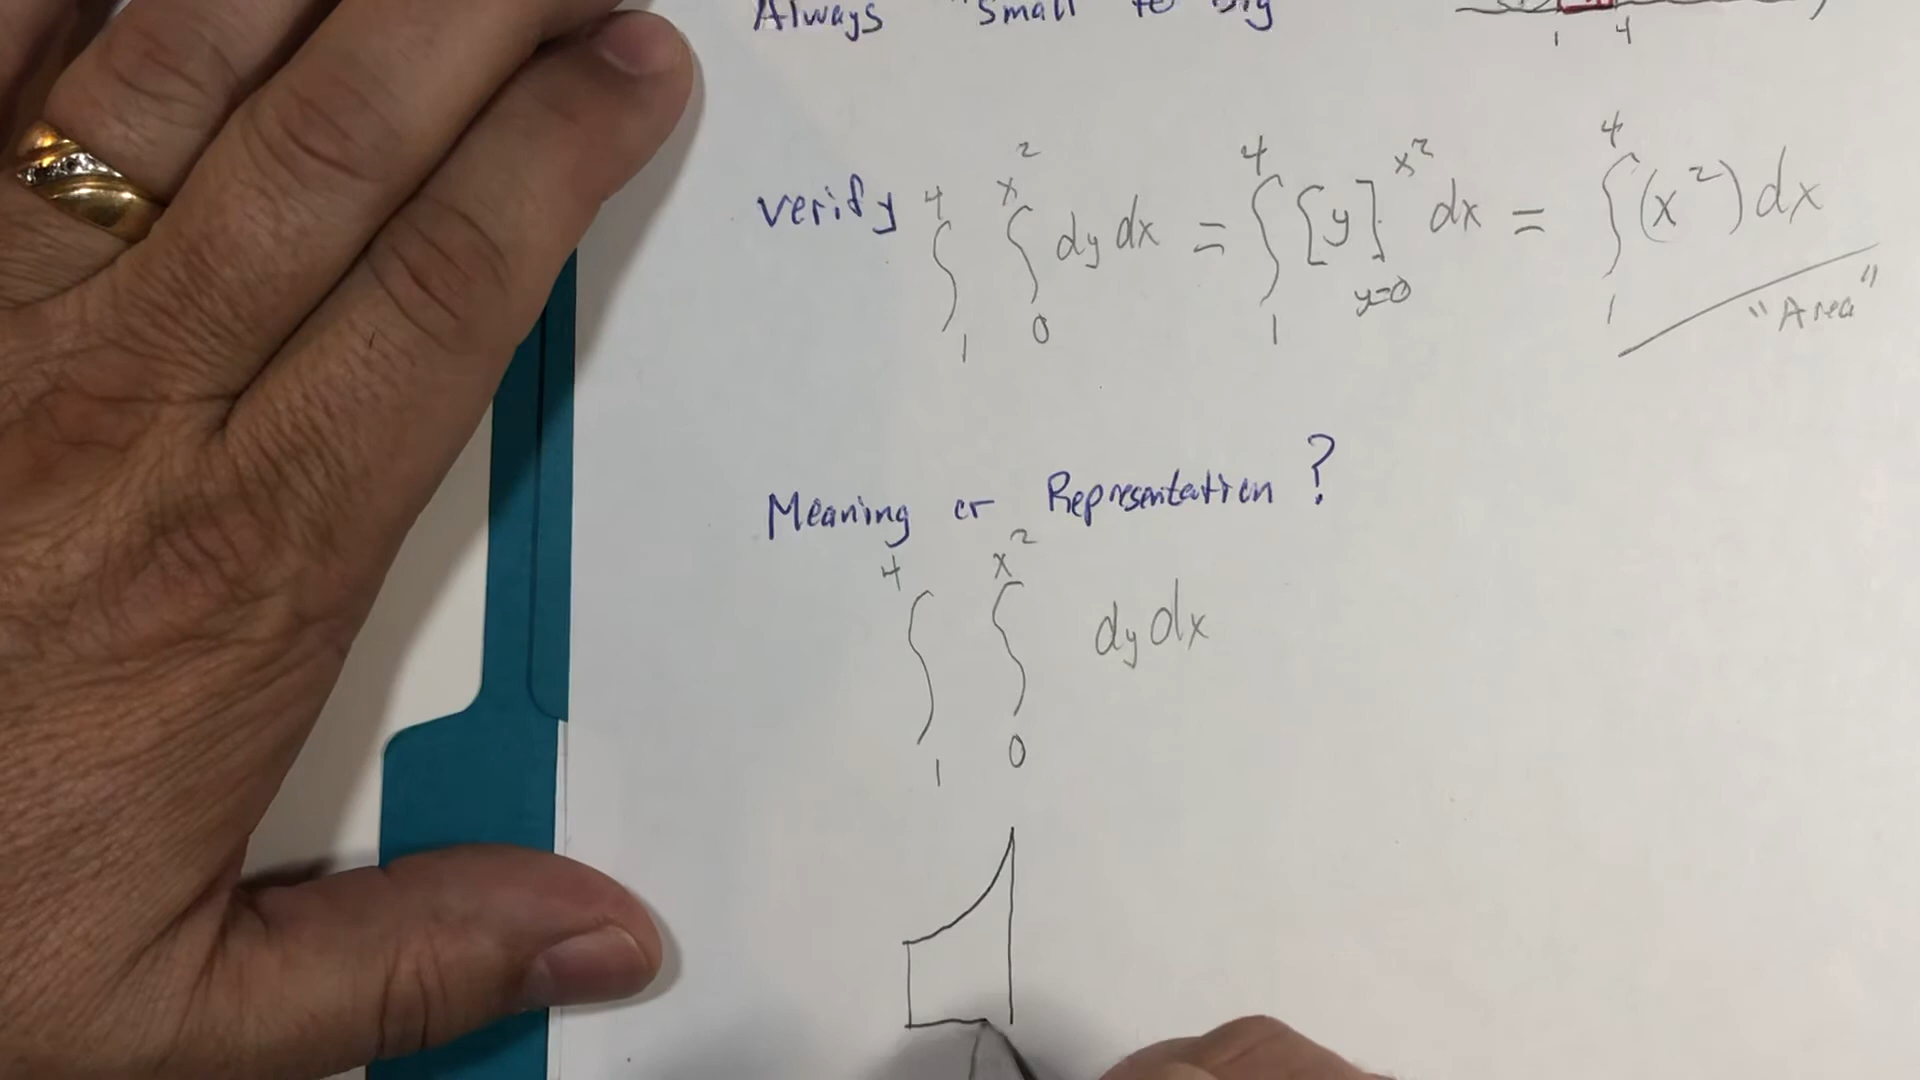 Always "Small to big
1 4
verify ∫₁⁴ ∫₀^x² dy dx = ∫₁⁴ [y]_{y=0}^{x²} dx = ∫₁⁴ (x²) dx
"Area"
Meaning or Representation ?
∫₁⁴ ∫₀^x² dy dx